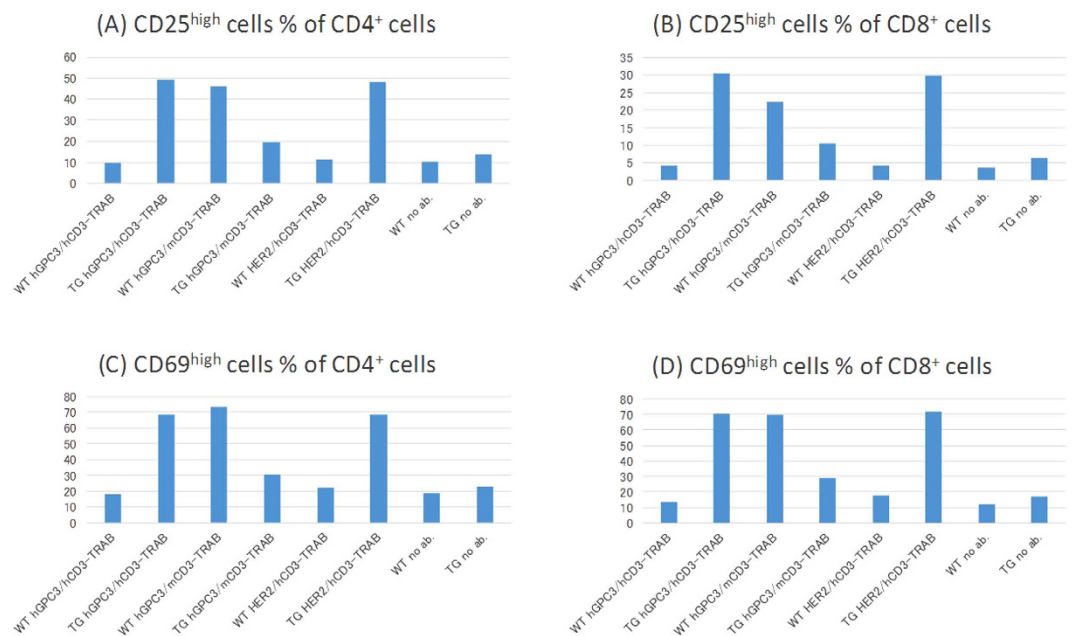 (A) CD25ʰⁱᵍʰ cells % of CD4⁺ cells
60
50
40
30
20
10
0
WT hGPC3/hCD3-TRAB
TG hGPC3/hCD3-TRAB
WT hGPC3/mCD3-TRAB
TG hGPC3/mCD3-TRAB
WT HER2/hCD3-TRAB
TG HER2/hCD3-TRAB
WT no ab.
TG no ab.
(B) CD25ʰⁱᵍʰ cells % of CD8⁺ cells
35
30
25
20
15
10
5
0
WT hGPC3/hCD3-TRAB
TG hGPC3/hCD3-TRAB
WT hGPC3/mCD3-TRAB
TG hGPC3/mCD3-TRAB
WT HER2/hCD3-TRAB
TG HER2/hCD3-TRAB
WT no ab.
TG no ab.
(C) CD69ʰⁱᵍʰ cells % of CD4⁺ cells
80
70
60
50
40
30
20
10
0
WT hGPC3/hCD3-TRAB
TG hGPC3/hCD3-TRAB
WT hGPC3/mCD3-TRAB
TG hGPC3/mCD3-TRAB
WT HER2/hCD3-TRAB
TG HER2/hCD3-TRAB
WT no ab.
TG no ab.
(D) CD69ʰⁱᵍʰ cells % of CD8⁺ cells
80
70
60
50
40
30
20
10
0
WT hGPC3/hCD3-TRAB
TG hGPC3/hCD3-TRAB
WT hGPC3/mCD3-TRAB
TG hGPC3/mCD3-TRAB
WT HER2/hCD3-TRAB
TG HER2/hCD3-TRAB
WT no ab.
TG no ab.